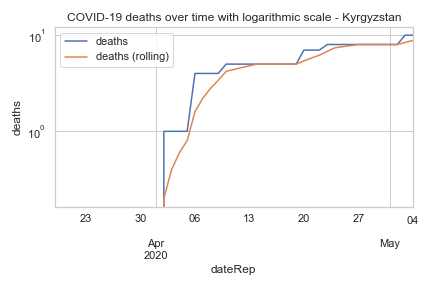 COVID-19 deaths over time with logarithmic scale - Kyrgyzstan
deaths
deaths (rolling)
10¹
10⁰
deaths
23 30 06 13 20 27 04
Apr May
2020
dateRep